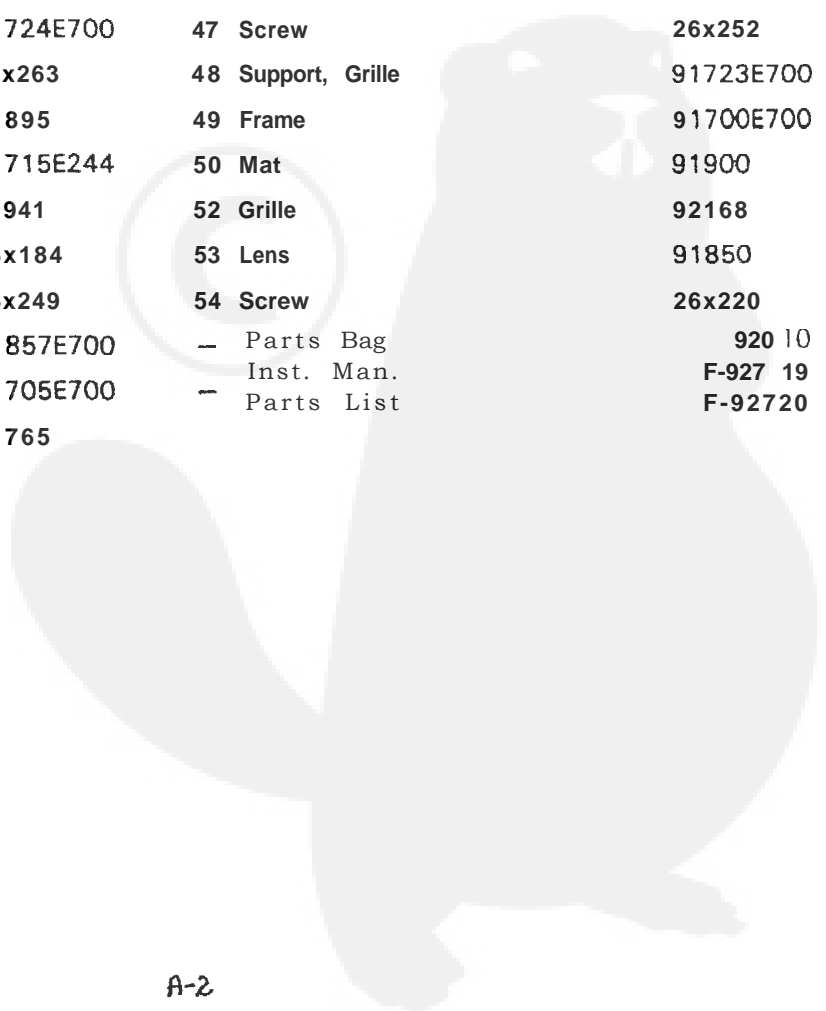 724E700 47 Screw 26x252
x263 48 Support, Grille 91723E700
895 49 Frame 91700E700
715E244 50 Mat 91900
941 52 Grille 92168
x184 53 Lens 91850
x249 54 Screw 26x220
857E700 – Parts Bag 920 10
Inst. Man. F-927 19
705E700 – Parts List F-92720
765
©
A-2